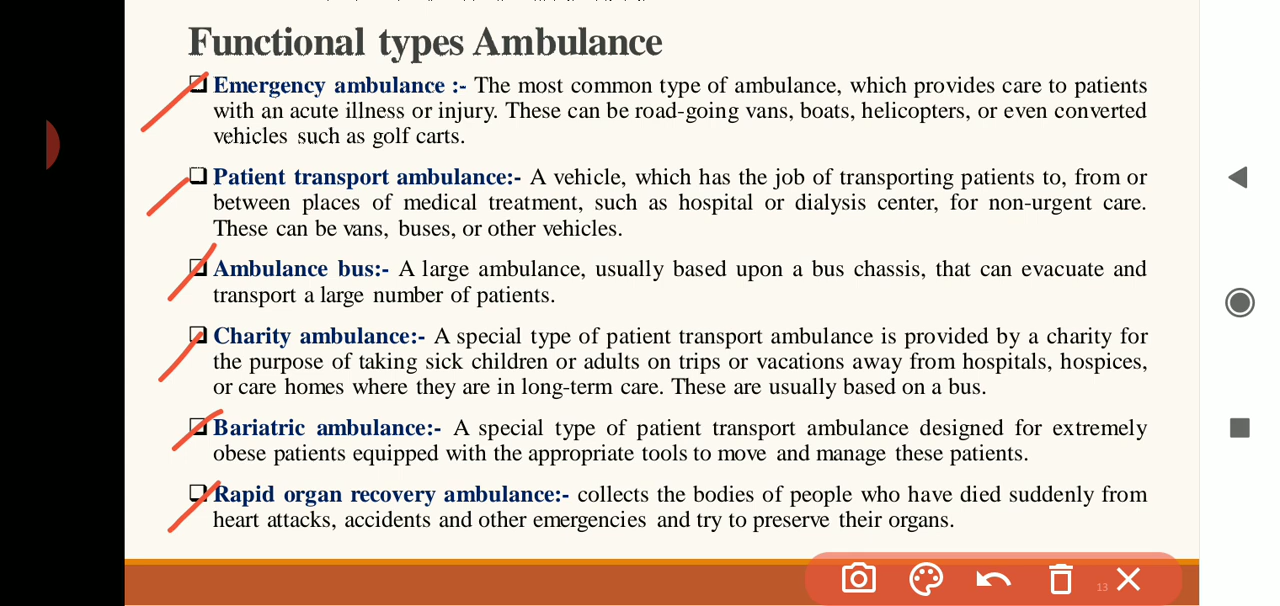 Functional types Ambulance
Emergency ambulance :- The most common type of ambulance, which provides care to patients
with an acute illness or injury. These can be road-going vans, boats, helicopters, or even converted
vehicles such as golf carts.
Patient transport ambulance:- A vehicle, which has the job of transporting patients to, from or
between places of medical treatment, such as hospital or dialysis center, for non-urgent care.
These can be vans, buses, or other vehicles.
Ambulance bus:- A large ambulance, usually based upon a bus chassis, that can evacuate and
transport a large number of patients.
Charity ambulance:- A special type of patient transport ambulance is provided by a charity for
the purpose of taking sick children or adults on trips or vacations away from hospitals, hospices,
or care homes where they are in long-term care. These are usually based on a bus.
Bariatric ambulance:- A special type of patient transport ambulance designed for extremely
obese patients equipped with the appropriate tools to move and manage these patients.
Rapid organ recovery ambulance:- collects the bodies of people who have died suddenly from
heart attacks, accidents and other emergencies and try to preserve their organs.
13